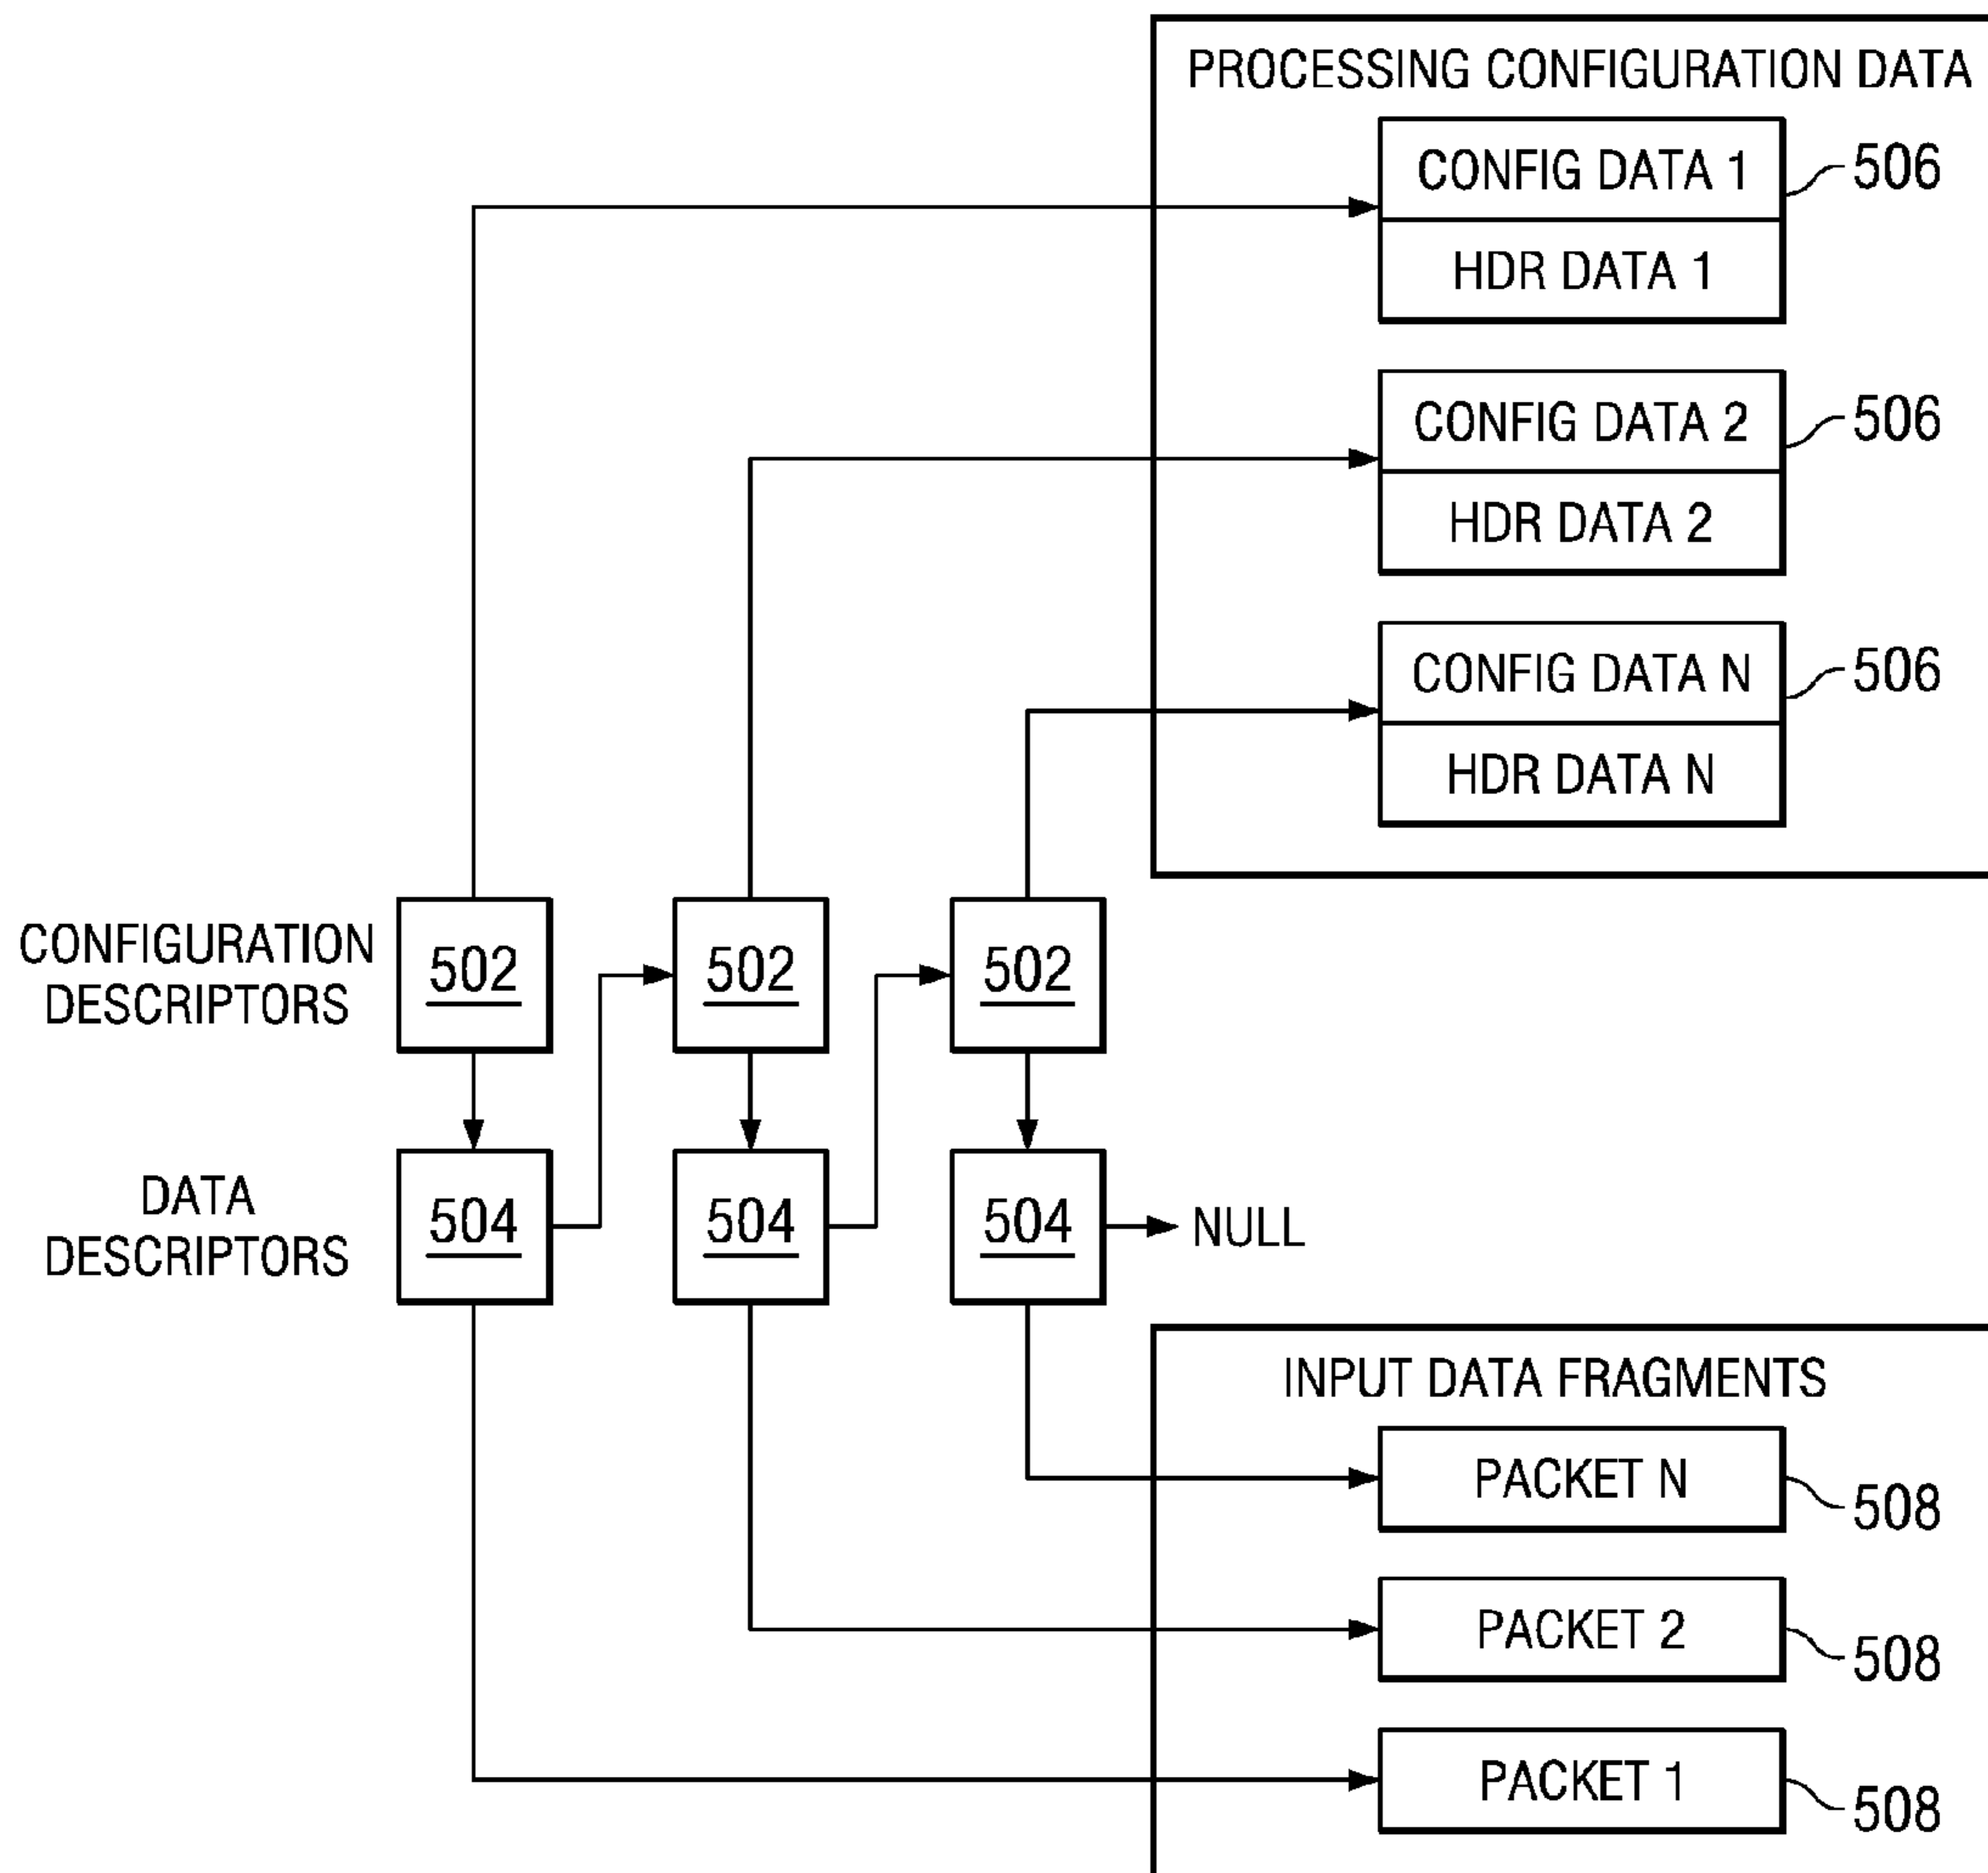 PROCESSING CONFIGURATION DATA
CONFIG DATA 1
506
HDR DATA 1
CONFIG DATA 2
506
HDR DATA 2
CONFIG DATA N
506
HDR DATA N
CONFIGURATION
DESCRIPTORS
502
502
502
DATA
DESCRIPTORS
504
504
504
NULL
INPUT DATA FRAGMENTS
PACKET N
508
PACKET 2
508
PACKET 1
508